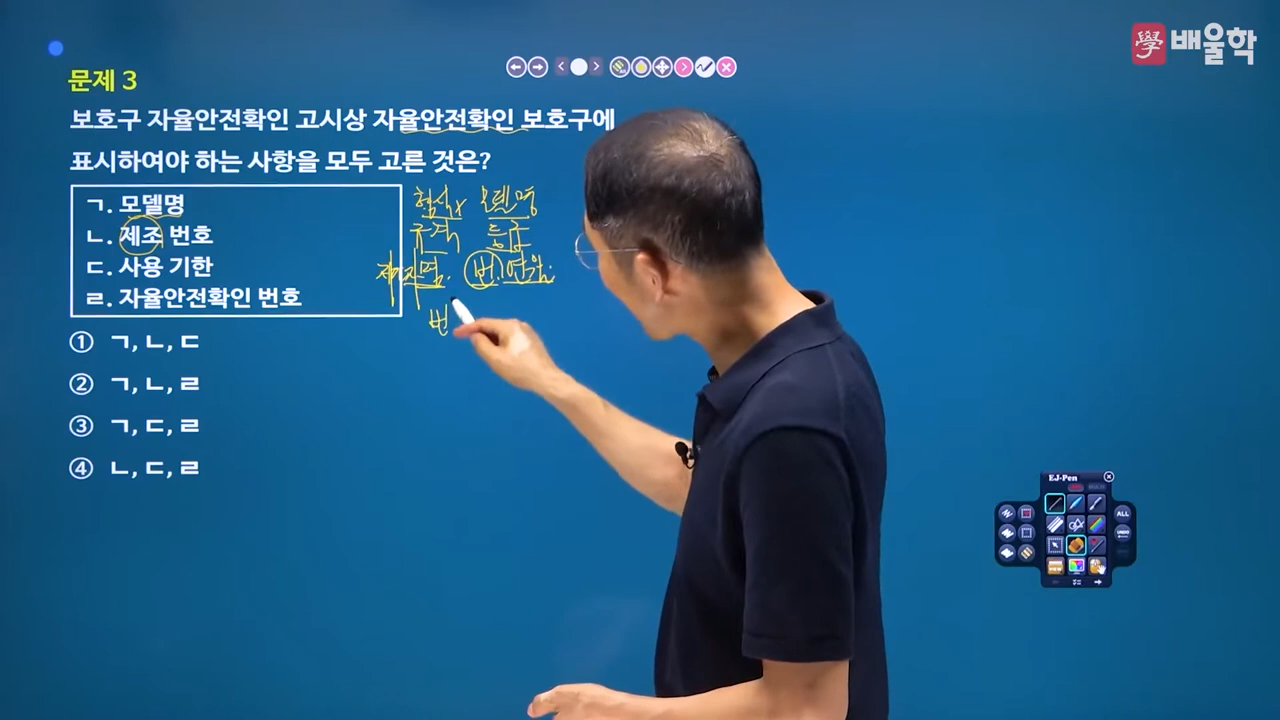 學 배울학
문제 3
보호구 자율안전확인 고시상 자율안전확인 보호구에
표시하여야 하는 사항을 모두 고른 것은?
ㄱ. 모델명
ㄴ. 제조 번호
ㄷ. 사용 기한
ㄹ. 자율안전확인 번호
형식 모델명
규격 등급
제조자명. 번. 연월.
번
① ㄱ, ㄴ, ㄷ
② ㄱ, ㄴ, ㄹ
③ ㄱ, ㄷ, ㄹ
④ ㄴ, ㄷ, ㄹ
EJ-Pen
ALL
UNDO